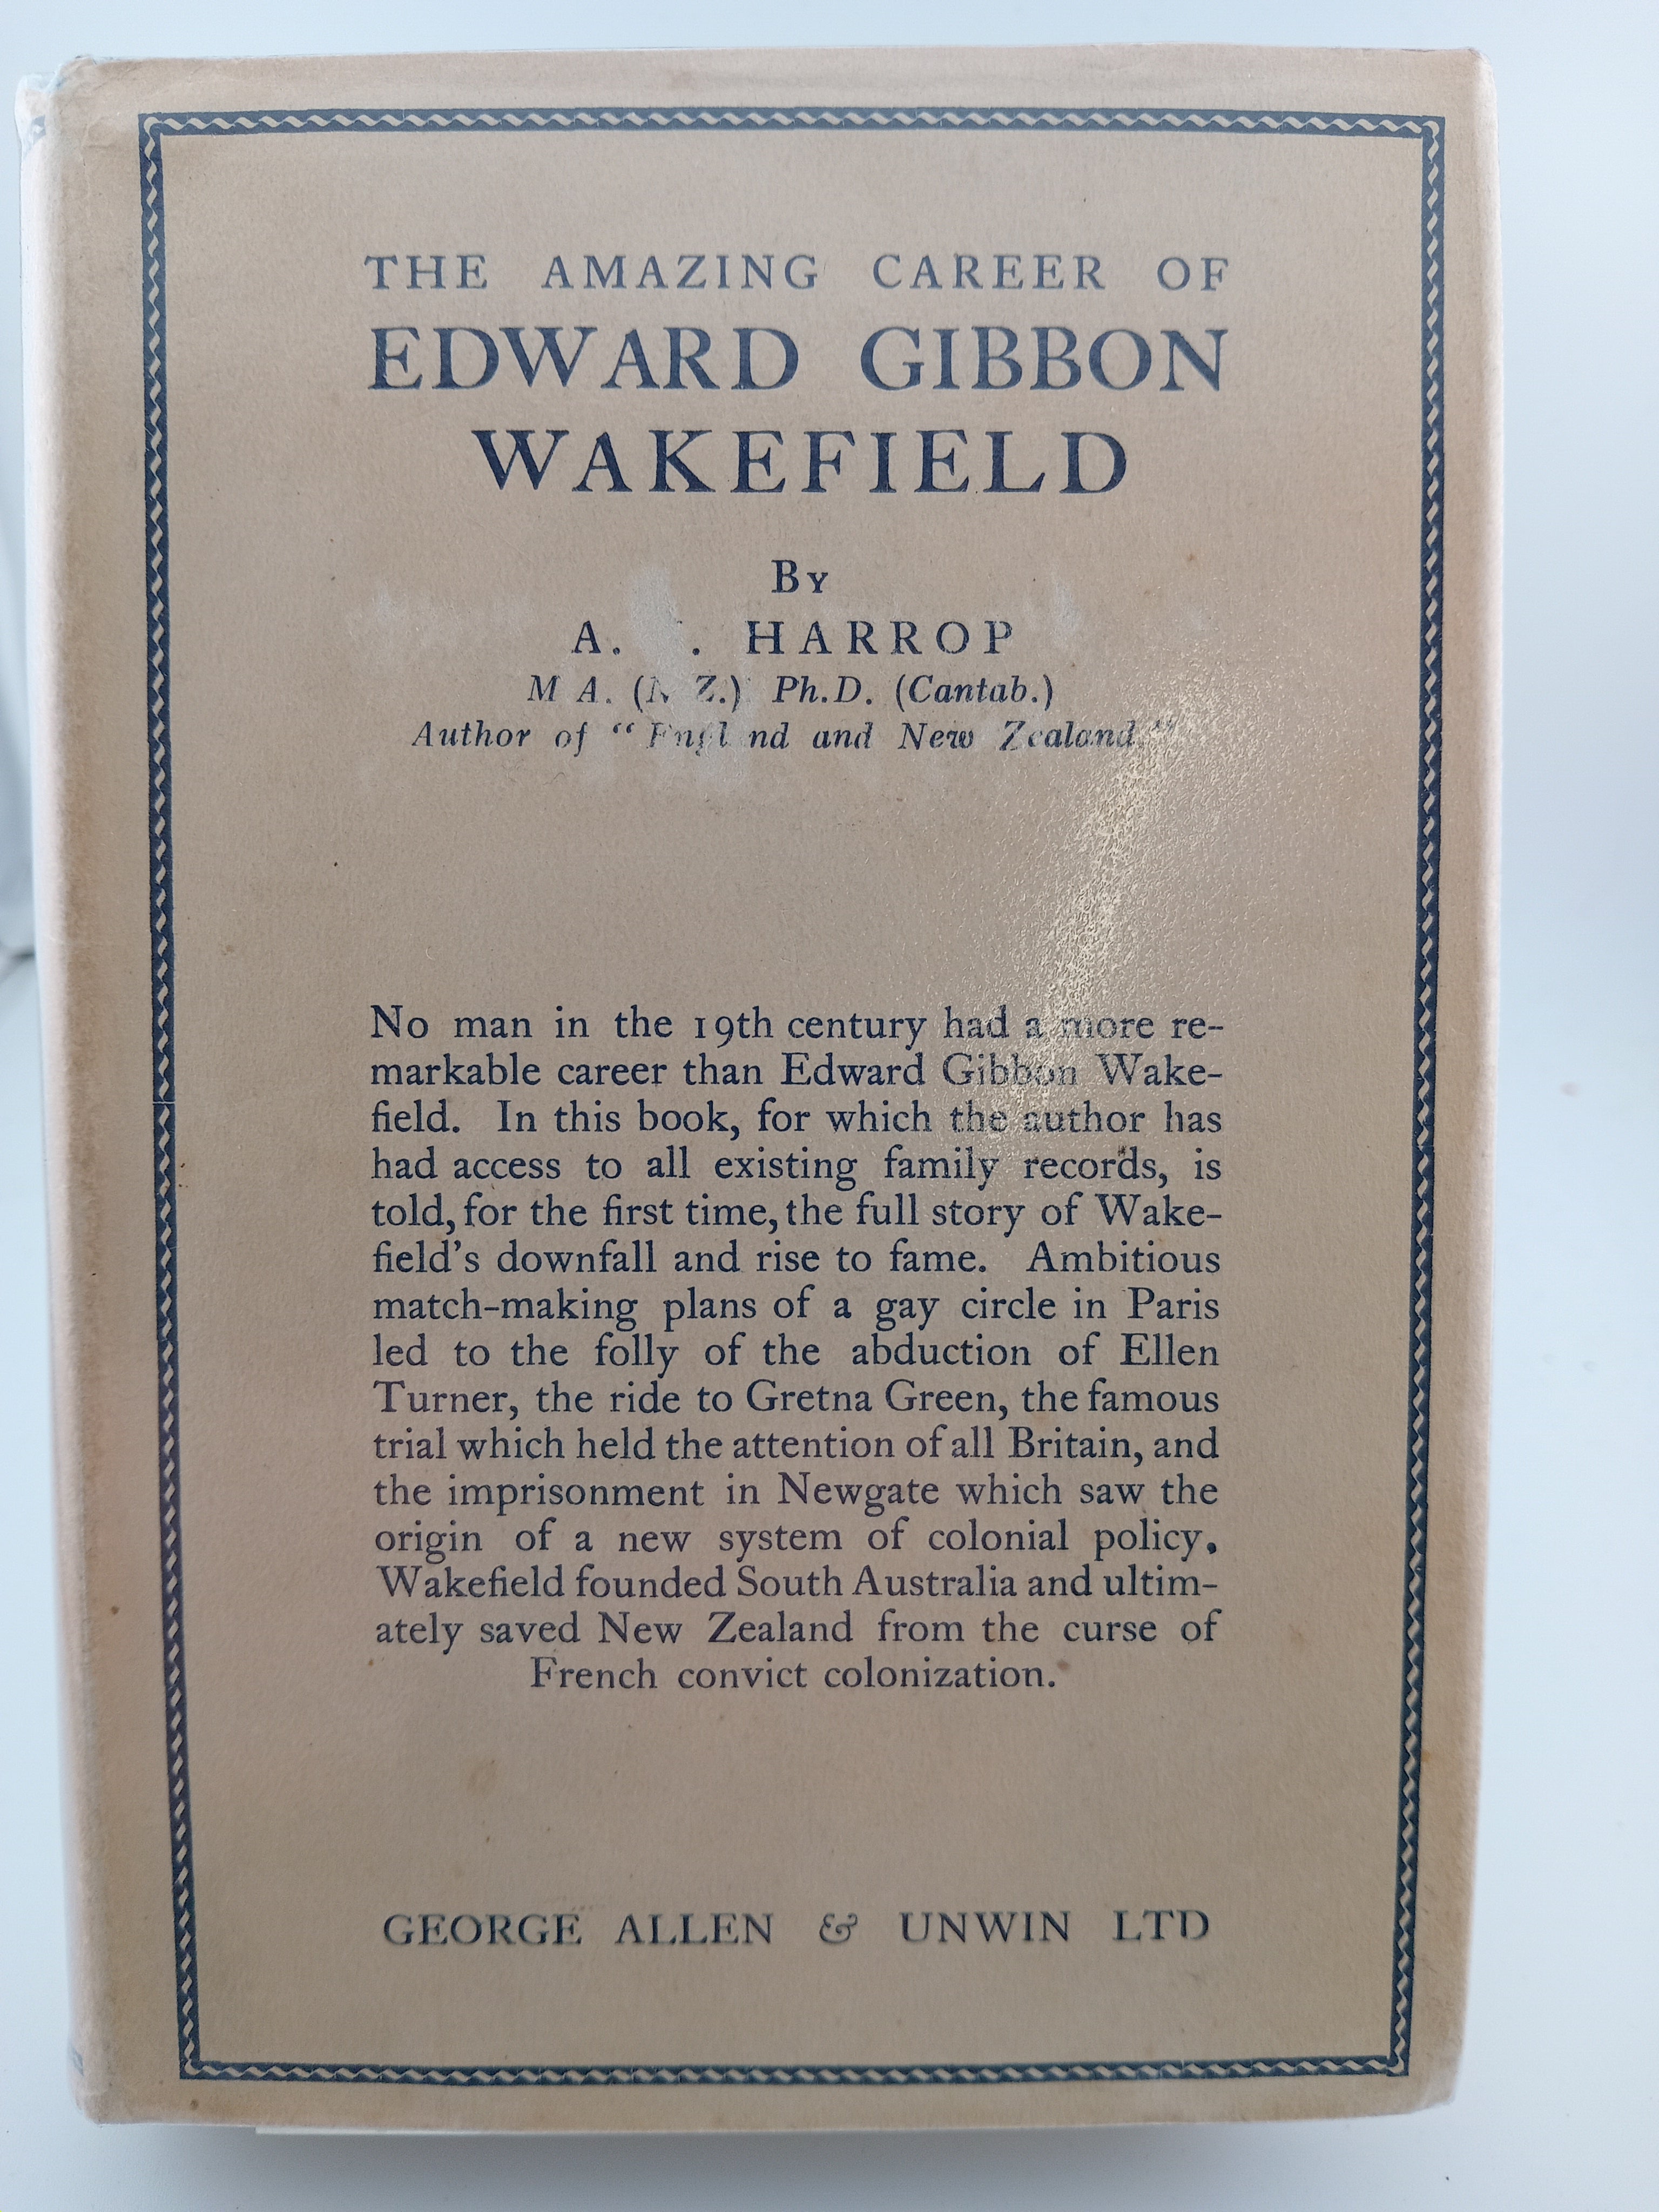 THE AMAZING CAREER OF
EDWARD GIBBON
WAKEFIELD
By
A. . HARROP
M A. (N Z.) Ph.D. (Cantab.)
Author of "England and New Zealand."
No man in the 19th century had a more re-
markable career than Edward Gibbon Wake-
field. In this book, for which the author has
had access to all existing family records, is
told, for the first time, the full story of Wake-
field's downfall and rise to fame. Ambitious
match-making plans of a gay circle in Paris
led to the folly of the abduction of Ellen
Turner, the ride to Gretna Green, the famous
trial which held the attention of all Britain, and
the imprisonment in Newgate which saw the
origin of a new system of colonial policy.
Wakefield founded South Australia and ultim-
ately saved New Zealand from the curse of
French convict colonization.
GEORGE ALLEN & UNWIN LTD